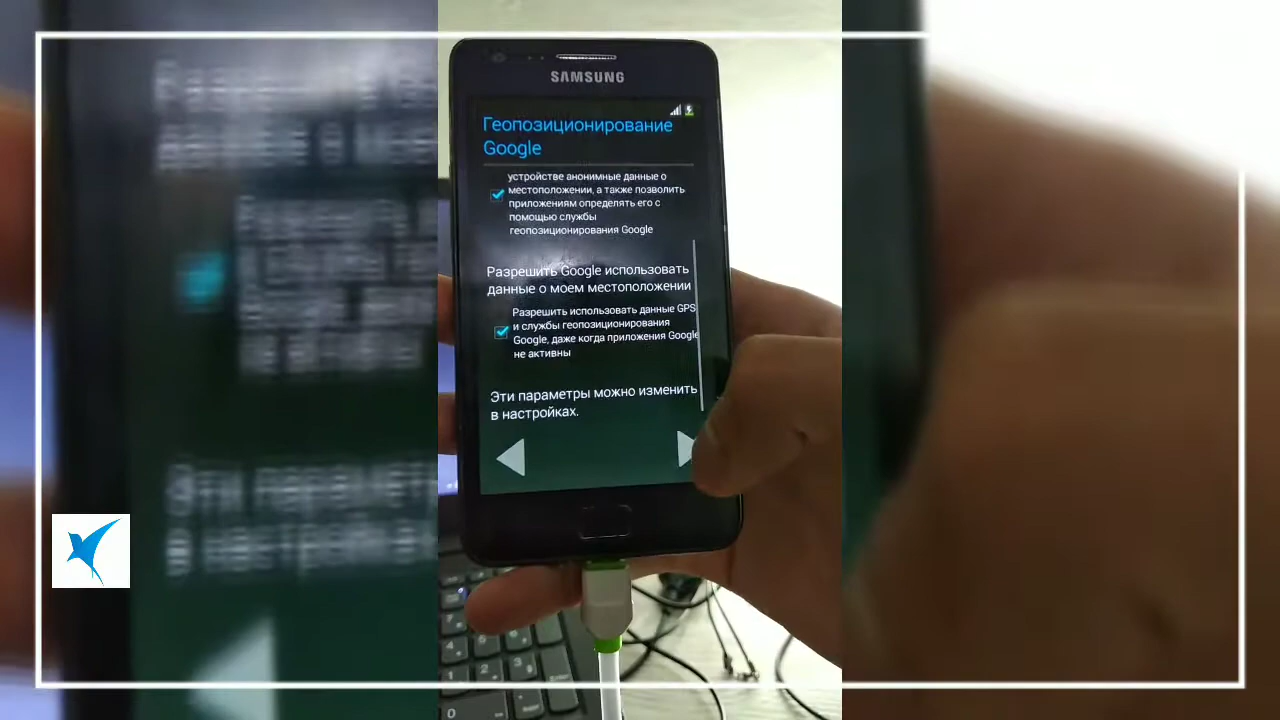 SAMSUNG
Геопозиционирование
Google
устройстве анонимные данные о
местоположении, а также позволить
приложениям определять его с
помощью службы
геопозиционирования Google
Разрешить Google использовать
данные о моем местоположении
Разрешить использовать данные GPS
и службы геопозиционирования
Google, даже когда приложения Google
не активны
Эти параметры можно изменить
в настройках.